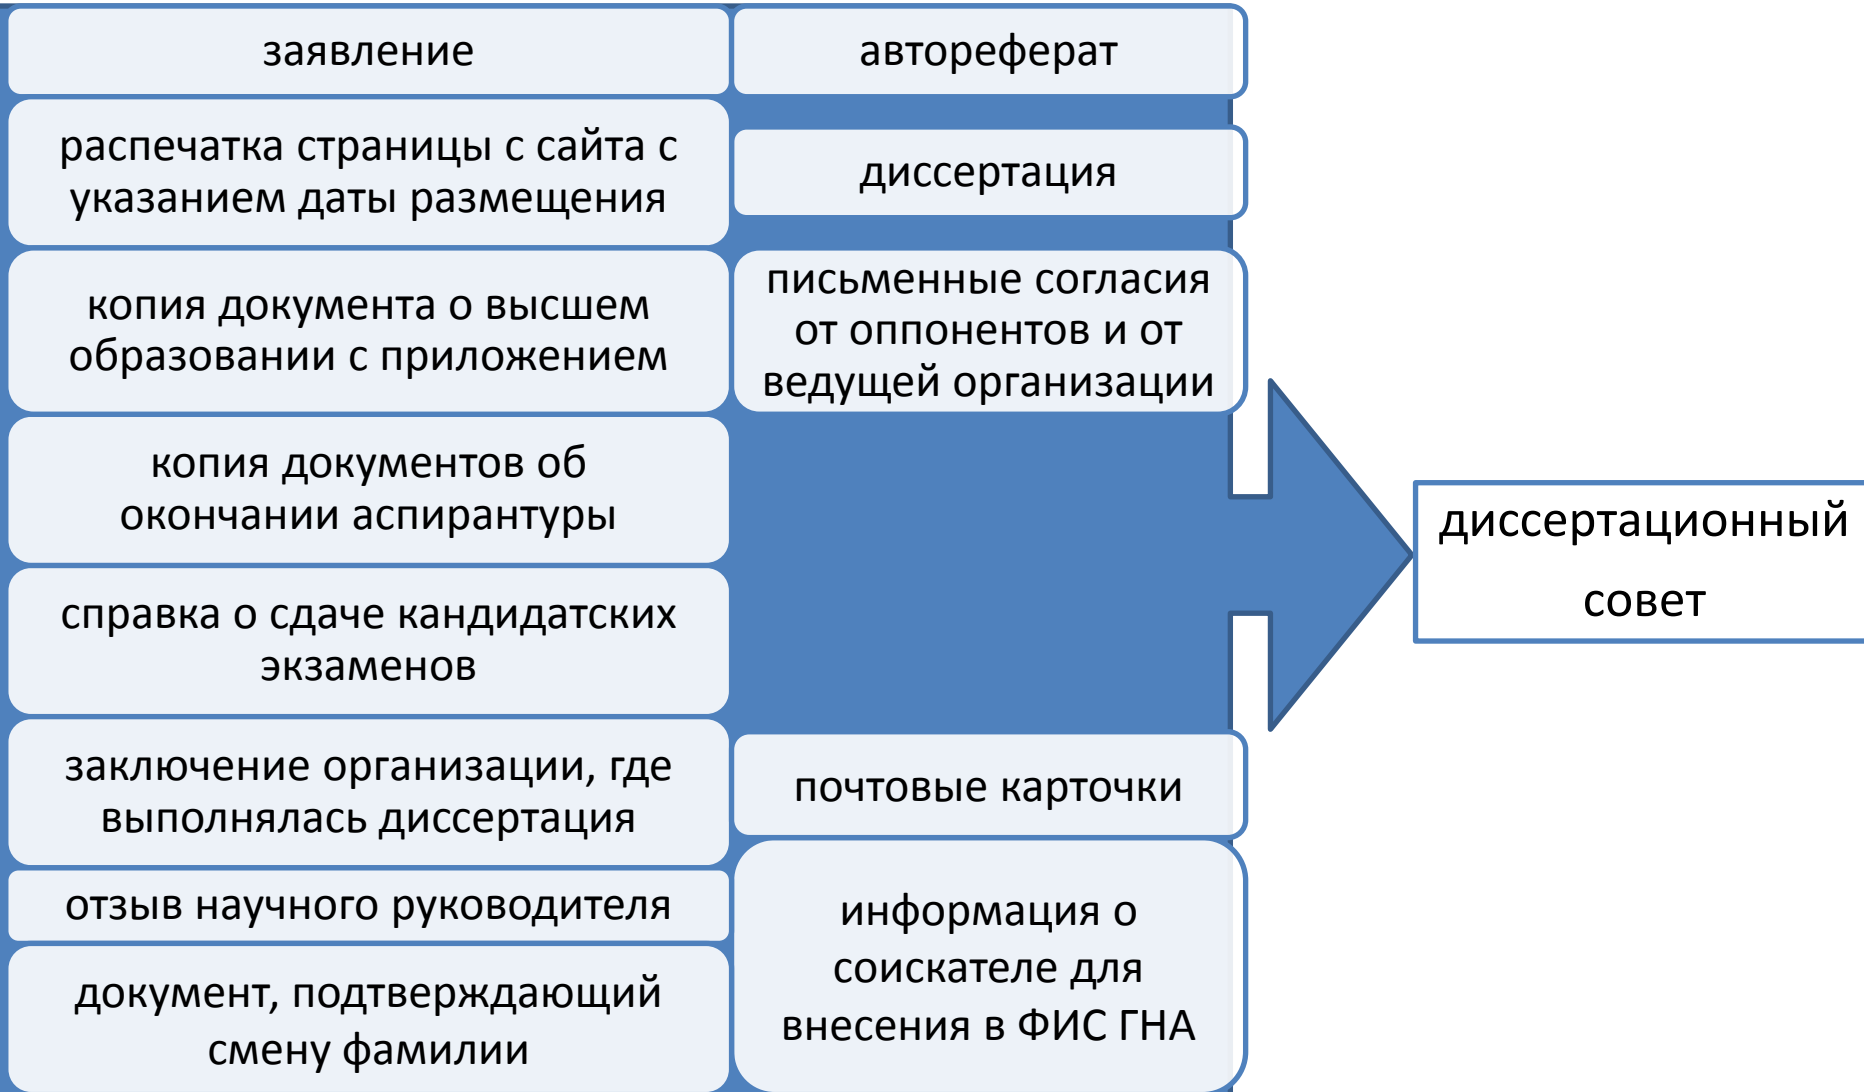 заявление
распечатка страницы с сайта с
указанием даты размещения
копия документа о высшем
образовании с приложением
копия документов об
окончании аспирантуры
справка о сдаче кандидатских
экзаменов
заключение организации, где
выполнялась диссертация
отзыв научного руководителя
документ, подтверждающий
смену фамилии
автореферат
диссертация
письменные согласия
от оппонентов и от
ведущей организации
почтовые карточки
информация о
соискателе для
внесения в ФИС ГНА
диссертационный
совет